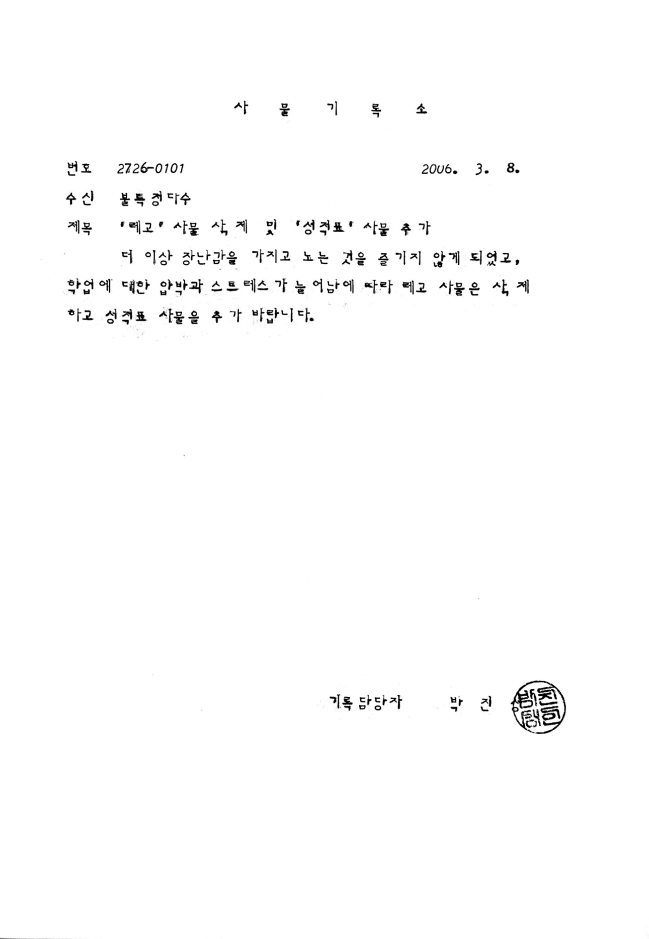 사 물 기 록 소
번호 2726-0101 2006. 3. 8.
수신 불특정다수
제목 「레고」 사물 삭제 및 「성적표」 사물 추가
더 이상 장난감을 가지고 노는 것을 즐기지 않게 되었고,
학업에 대한 압박과 스트레스가 늘어남에 따라 레고 사물은 삭제
하고 성적표 사물을 추가 바랍니다.
기록담당자 박 진